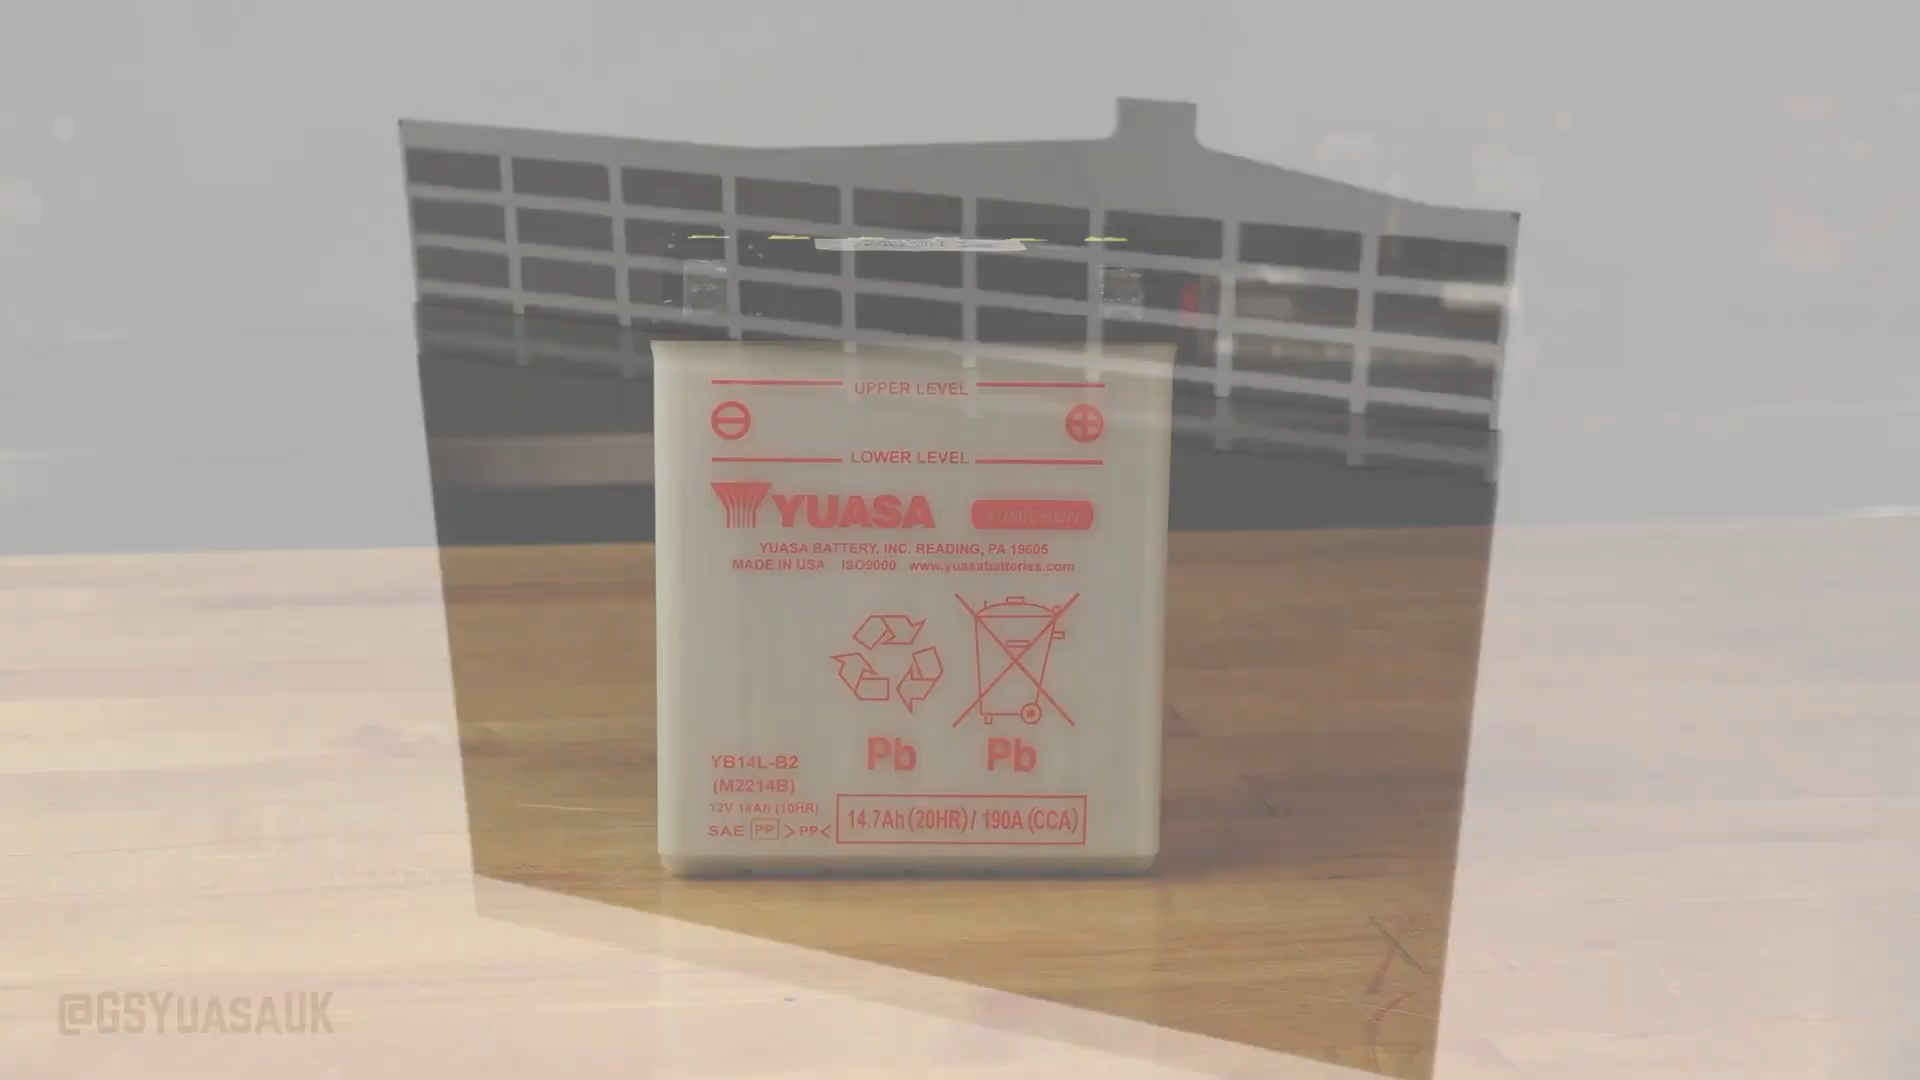 UPPER LEVEL
LOWER LEVEL
YUASA YUMICRON
YUASA BATTERY, INC. READING, PA 19605
MADE IN USA ISO9000 www.yuasabatteries.com
Pb Pb
YB14L-B2
(M2214B)
12V 14Ah (10HR)
SAE PP >PP<
14.7Ah (20HR) / 190A (CCA)
@GSYUASAUK